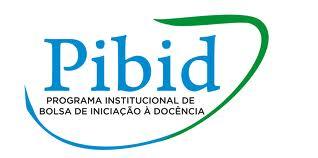 Pibid
PROGRAMA INSTITUCIONAL DE
BOLSA DE INICIAÇÃO À DOCÊNCIA